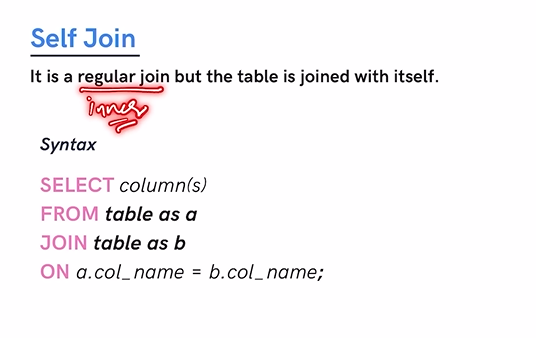 Self Join
It is a regular join but the table is joined with itself.
inner
Syntax
SELECT column(s)
FROM table as a
JOIN table as b
ON a.col_name = b.col_name;